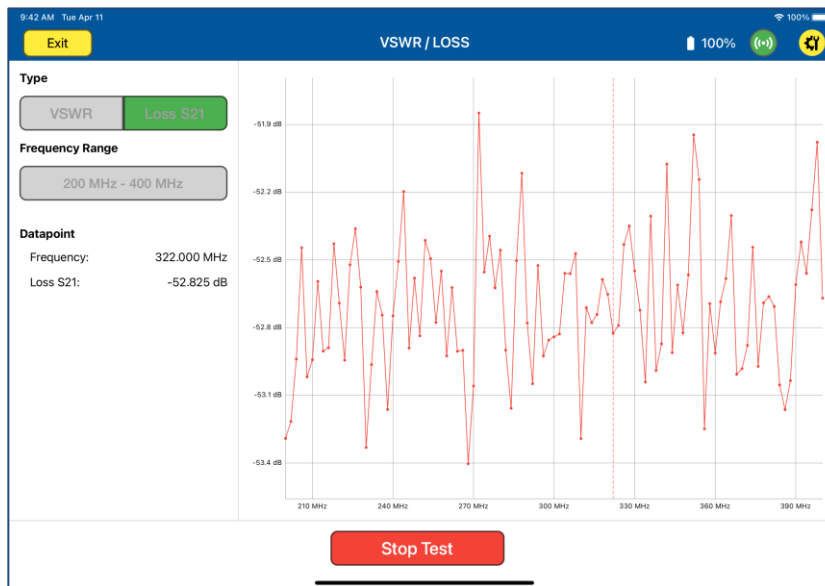 9:42 AM Tue Apr 11
100%
Exit
VSWR / LOSS
100%
Type
VSWR
Loss S21
Frequency Range
200 MHz - 400 MHz
Datapoint
Frequency: 322.000 MHz
Loss S21: -52.825 dB
-51.9 dB
-52.2 dB
-52.5 dB
-52.8 dB
-53.1 dB
-53.4 dB
210 MHz 240 MHz 270 MHz 300 MHz 330 MHz 360 MHz 390 MHz
Stop Test